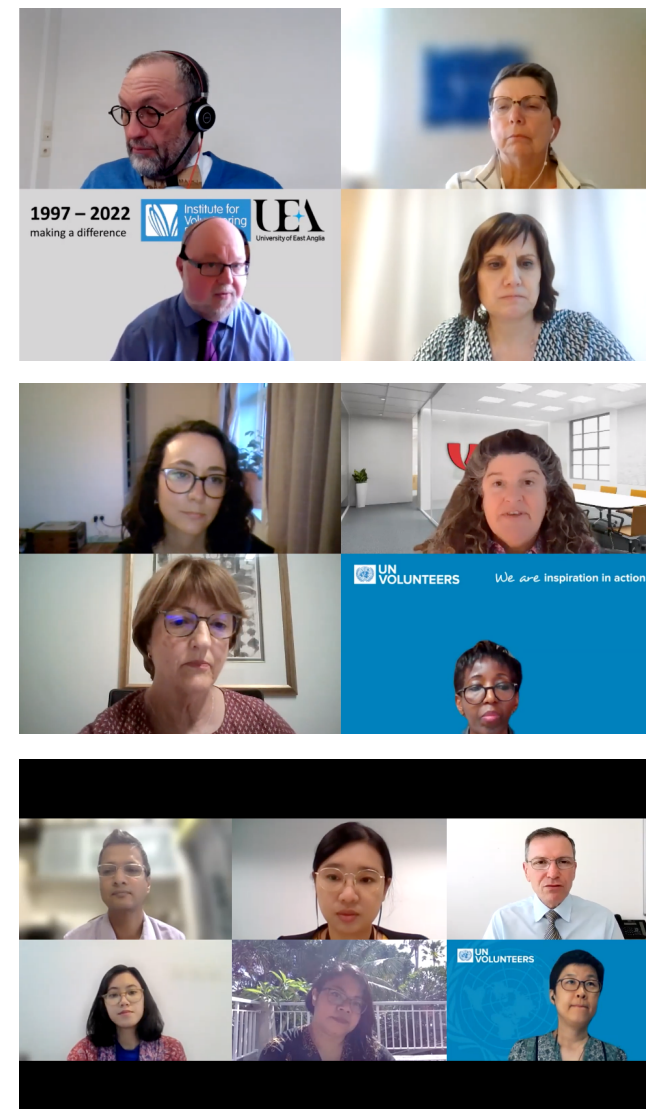 1997 – 2022
making a difference
Institute for
Volunteering
UEA
University of East Anglia
UN
VOLUNTEERS
We are inspiration in action
UN
VOLUNTEERS